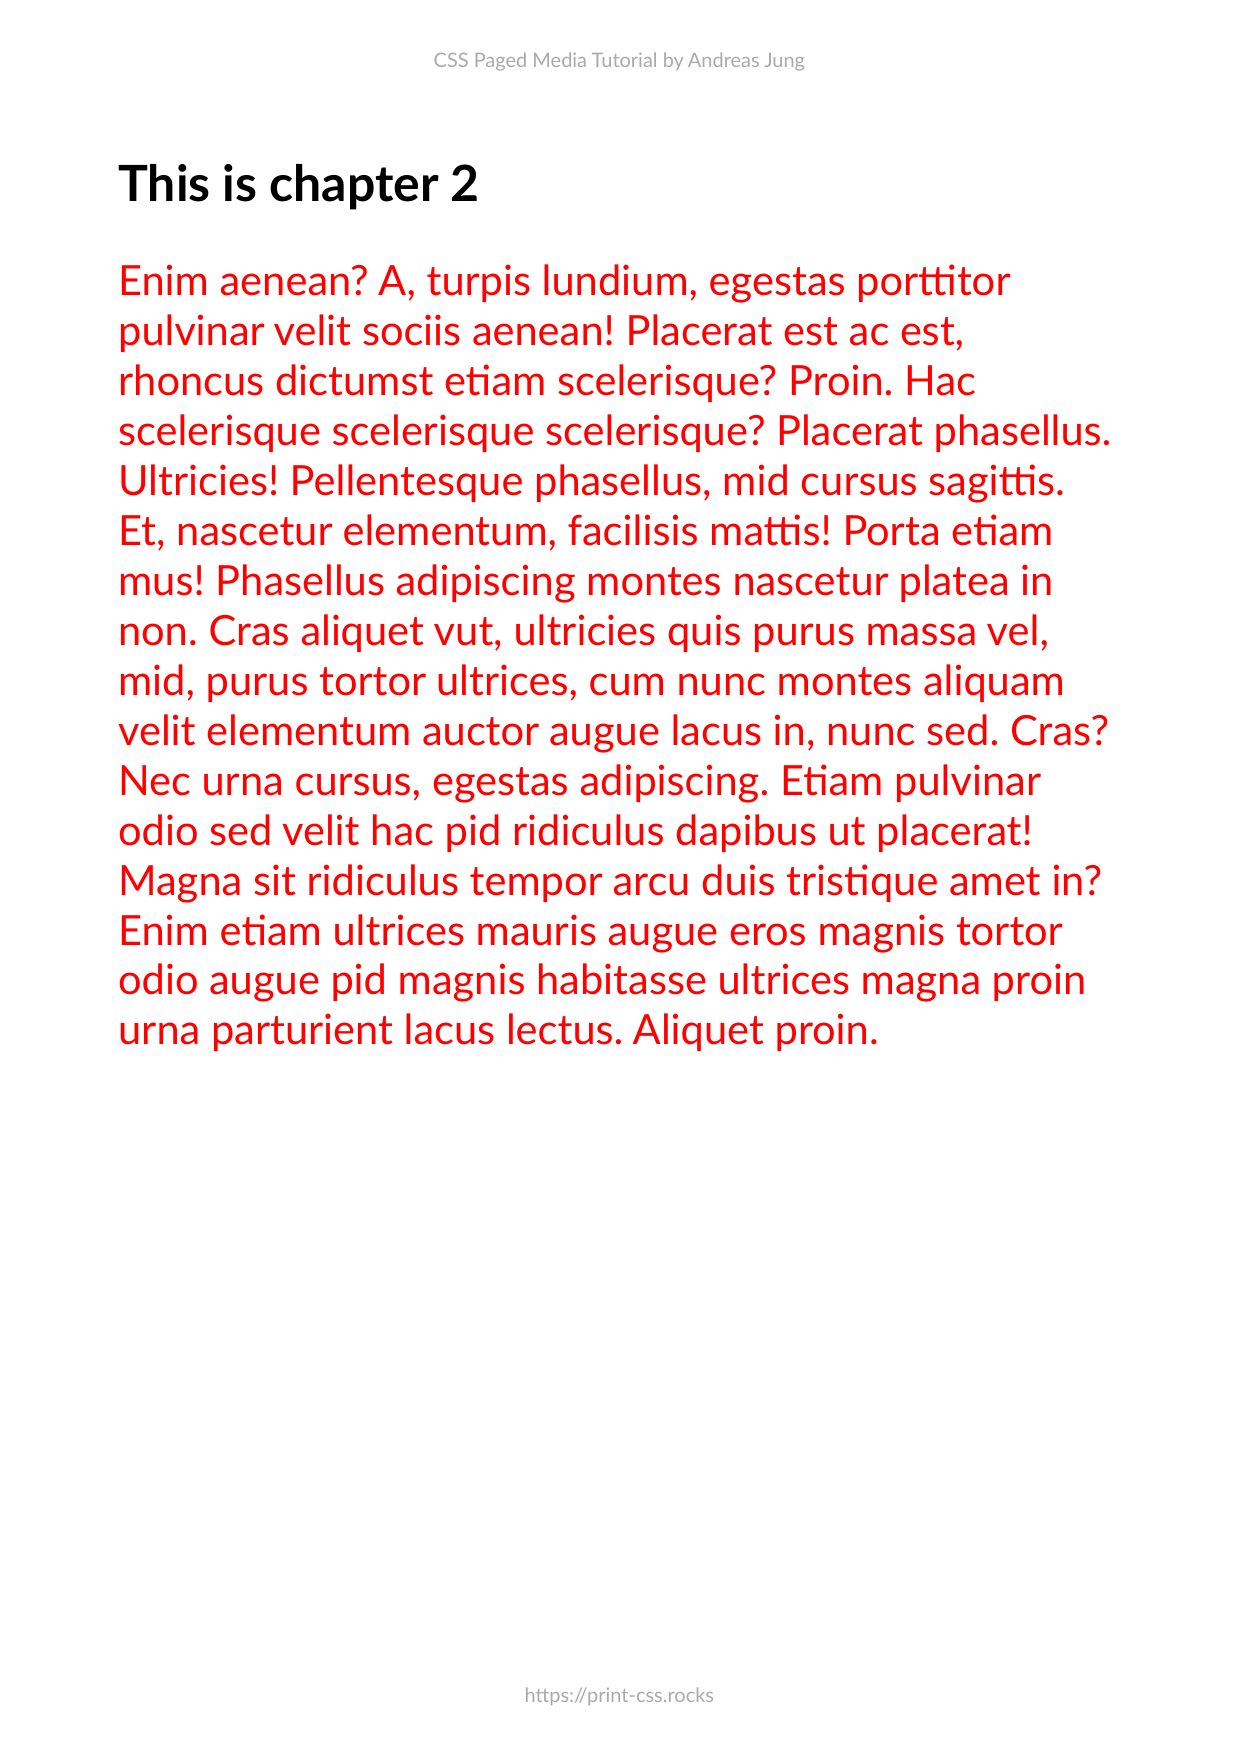 CSS Paged Media Tutorial by Andreas Jung
This is chapter 2
Enim aenean? A, turpis lundium, egestas porttitor
pulvinar velit sociis aenean! Placerat est ac est,
rhoncus dictumst etiam scelerisque? Proin. Hac
scelerisque scelerisque scelerisque? Placerat phasellus.
Ultricies! Pellentesque phasellus, mid cursus sagittis.
Et, nascetur elementum, facilisis mattis! Porta etiam
mus! Phasellus adipiscing montes nascetur platea in
non. Cras aliquet vut, ultricies quis purus massa vel,
mid, purus tortor ultrices, cum nunc montes aliquam
velit elementum auctor augue lacus in, nunc sed. Cras?
Nec urna cursus, egestas adipiscing. Etiam pulvinar
odio sed velit hac pid ridiculus dapibus ut placerat!
Magna sit ridiculus tempor arcu duis tristique amet in?
Enim etiam ultrices mauris augue eros magnis tortor
odio augue pid magnis habitasse ultrices magna proin
urna parturient lacus lectus. Aliquet proin.
https://print-css.rocks